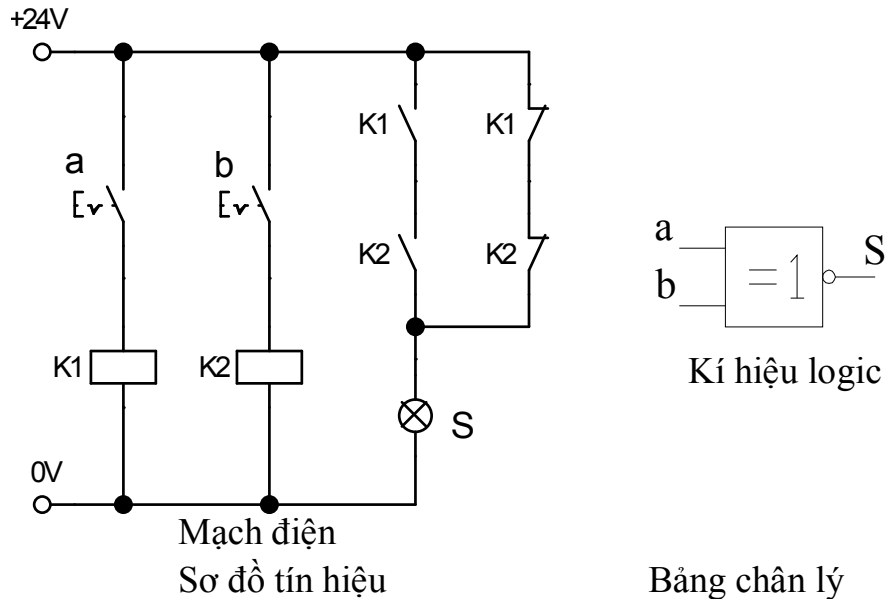 +24V
K1
K1
a
b
K2
K2
a
b
=1
S
K1
K2
Kí hiệu logic
S
0V
Mạch điện
Sơ đồ tín hiệu
Bảng chân lý